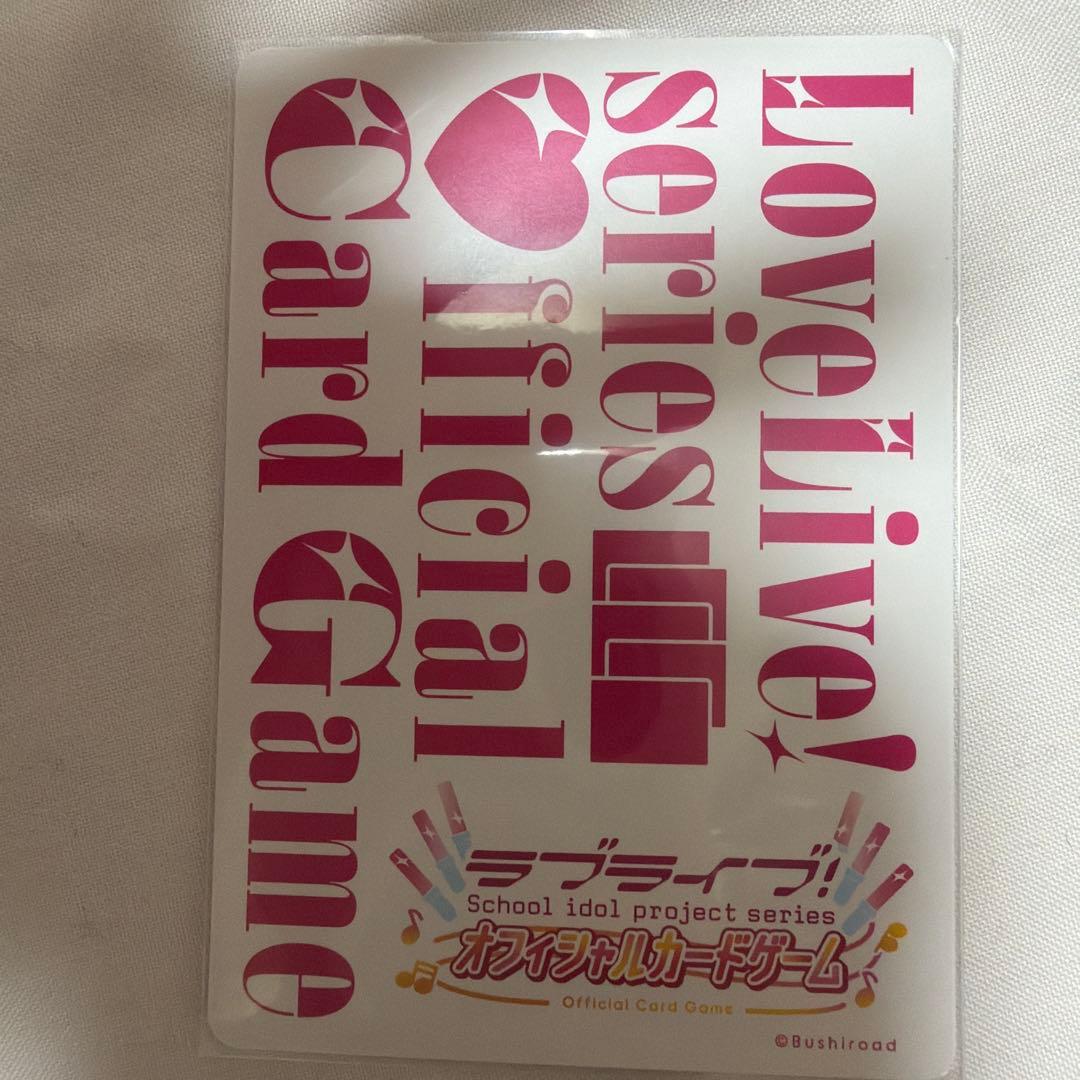 LoveLive!
series
Official
Card Game
ラブライブ!
School idol project series
オフィシャルカードゲーム
Official Card Game
©Bushiroad